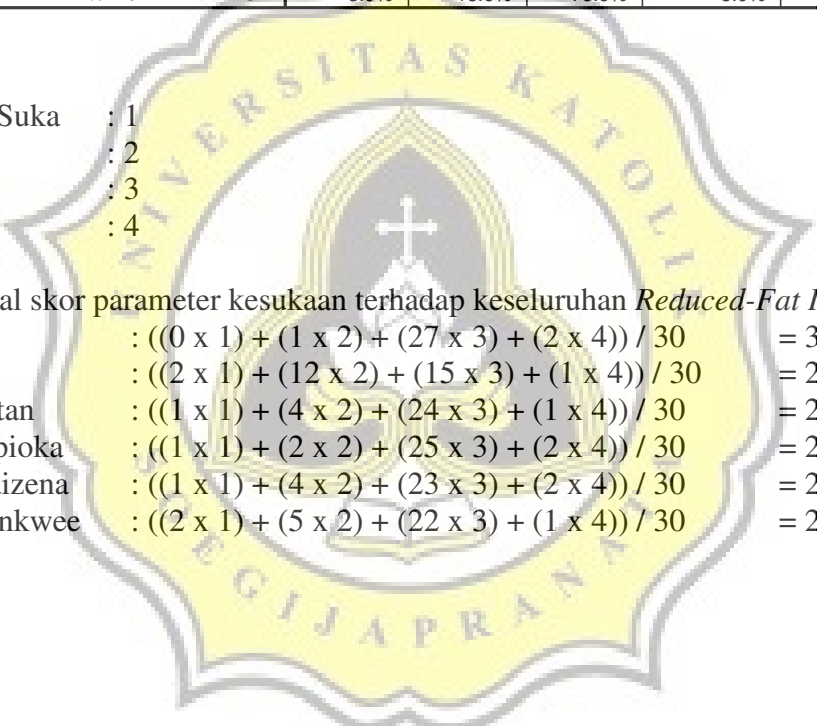 Suka : 1
: 2
: 3
: 4
al skor parameter kesukaan terhadap keseluruhan Reduced-Fat
: ((0 x 1) + (1 x 2) + (27 x 3) + (2 x 4)) / 30 = 3
: ((2 x 1) + (12 x 2) + (15 x 3) + (1 x 4)) / 30 = 2
tan : ((1 x 1) + (4 x 2) + (24 x 3) + (1 x 4)) / 30 = 2
pioka : ((1 x 1) + (2 x 2) + (25 x 3) + (2 x 4)) / 30 = 2
izena : ((1 x 1) + (4 x 2) + (23 x 3) + (2 x 4)) / 30 = 2
nkwee : ((2 x 1) + (5 x 2) + (22 x 3) + (1 x 4)) / 30 = 2
UNIVERSITAS KATOLIK
SOEGIJAPRANATA